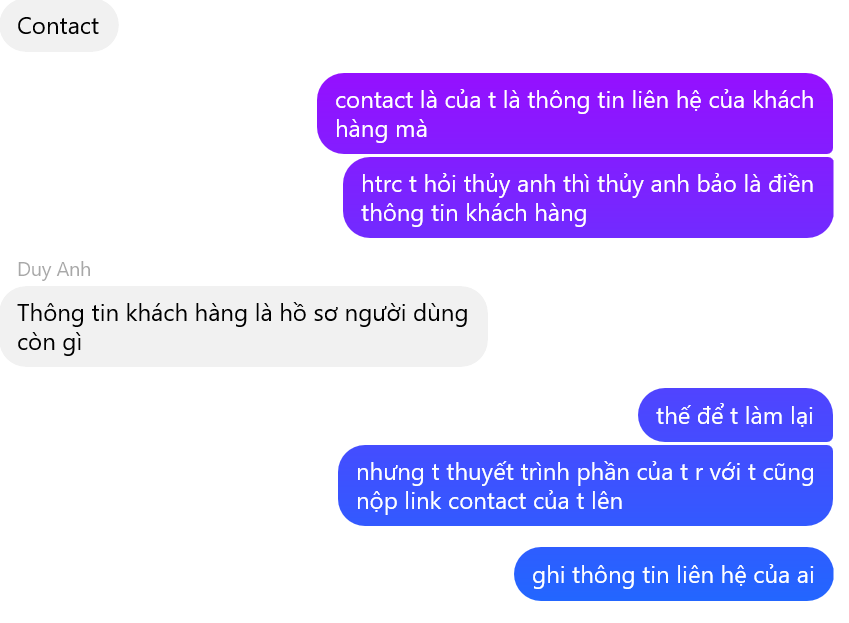 Contact
contact là của t là thông tin liên hệ của khách
hàng mà
htrc t hỏi thủy anh thì thủy anh bảo là điền
thông tin khách hàng
Duy Anh
Thông tin khách hàng là hồ sơ người dùng
còn gì
thế để t làm lại
nhưng t thuyết trình phần của t r với t cũng
nộp link contact của t lên
ghi thông tin liên hệ của ai